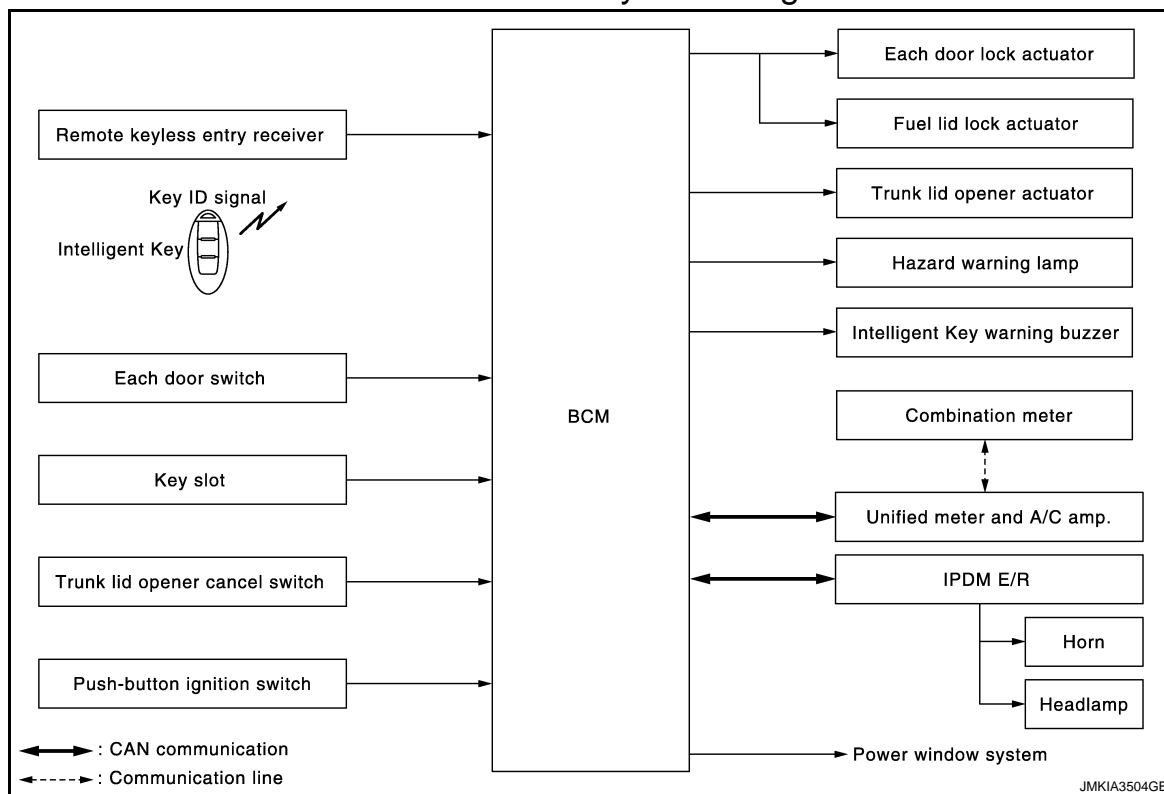 Remote keyless entry receiver
Key ID signal
Intelligent Key
Each door switch
Key slot
Trunk lid opener cancel switch
Push-button ignition switch
: CAN communication
: Communication line
BCM
Each door lock actuator
Fuel lid lock actuator
Trunk lid opener actuator
Hazard warning lamp
Intelligent Key warning buzzer
Combination meter
Unified meter and A/C amp.
IPDM E/R
Horn
Headlamp
Power window system
JMKIA3504GB